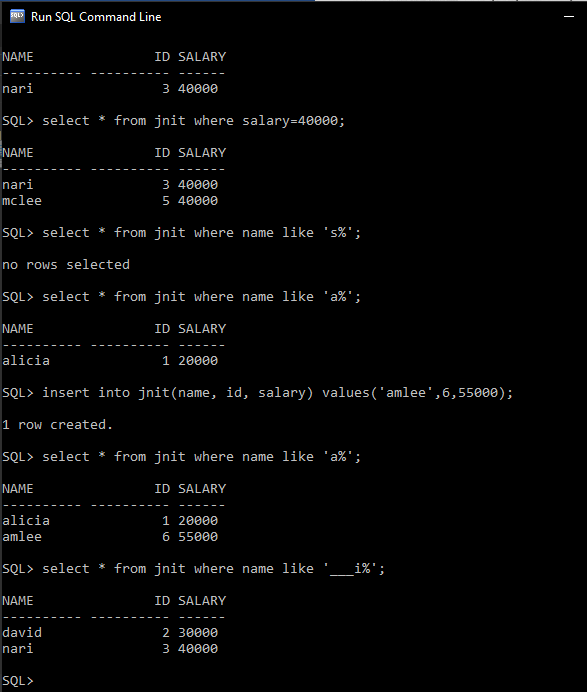 Run SQL Command Line
NAME ID SALARY
---------- ---------- ------
nari 3 40000
SQL> select * from jnit where salary=40000;
NAME ID SALARY
---------- ---------- ------
nari 3 40000
mclee 5 40000
SQL> select * from jnit where name like 's%';
no rows selected
SQL> select * from jnit where name like 'a%';
NAME ID SALARY
---------- ---------- ------
alicia 1 20000
SQL> insert into jnit(name, id, salary) values('amlee',6,55000);
1 row created.
SQL> select * from jnit where name like 'a%';
NAME ID SALARY
---------- ---------- ------
alicia 1 20000
amlee 6 55000
SQL> select * from jnit where name like '___i%';
NAME ID SALARY
---------- ---------- ------
david 2 30000
nari 3 40000
SQL>